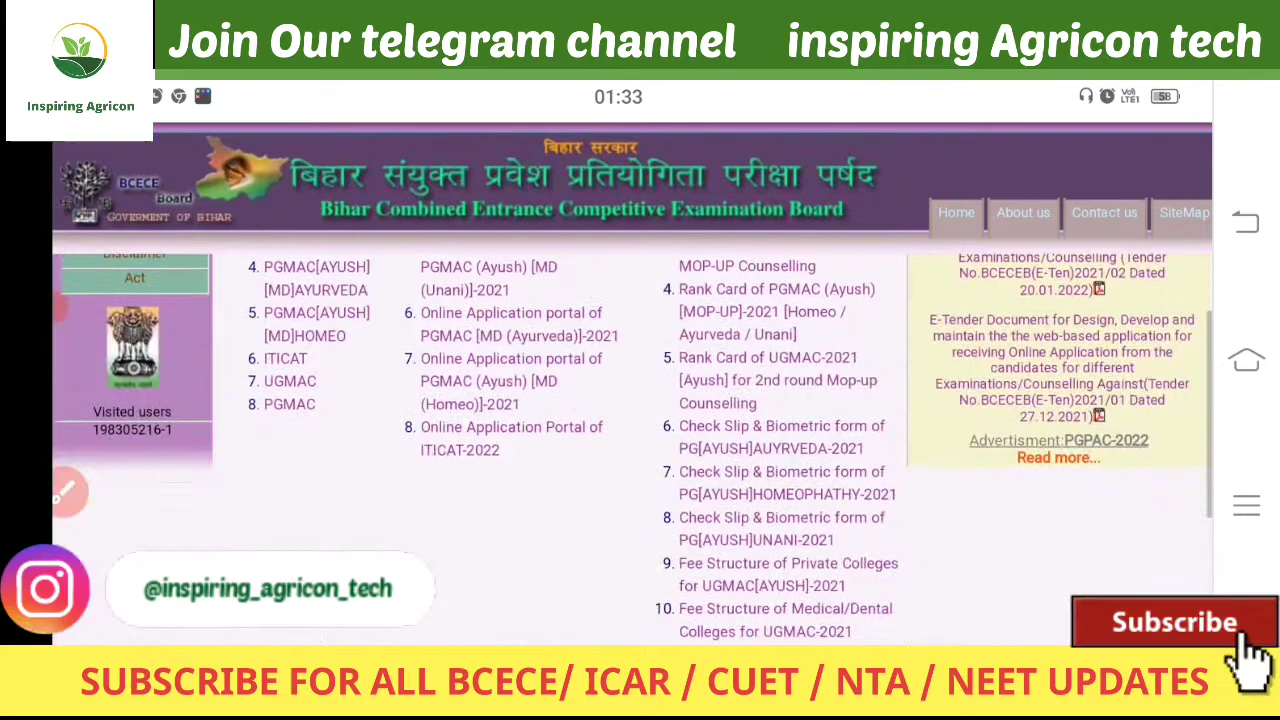 Join Our telegram channel inspiring Agricon tech
Inspiring Agricon
01:33
Vo))
LTE1
58
बिहार सरकार
बिहार संयुक्त प्रवेश प्रतियोगिता परीक्षा पर्षद
Bihar Combined Entrance Competitive Examination Board
BCECE
Board
GOVERMENT OF BIHAR
Home
About us
Contact us
SiteMap
Disclaimer
Act
Visited users
198305216-1
4. PGMAC[AYUSH]
[MD]AYURVEDA
5. PGMAC[AYUSH]
[MD]HOMEO
6. ITICAT
7. UGMAC
8. PGMAC
PGMAC (Ayush) [MD
(Unani)]-2021
6. Online Application portal of
PGMAC [MD (Ayurveda)]-2021
7. Online Application portal of
PGMAC (Ayush) [MD
(Homeo)]-2021
8. Online Application Portal of
ITICAT-2022
MOP-UP Counselling
4. Rank Card of PGMAC (Ayush)
[MOP-UP]-2021 [Homeo /
Ayurveda / Unani]
5. Rank Card of UGMAC-2021
[Ayush] for 2nd round Mop-up
Counselling
6. Check Slip & Biometric form of
PG[AYUSH]AUYRVEDA-2021
7. Check Slip & Biometric form of
PG[AYUSH]HOMEOPHATHY-2021
8. Check Slip & Biometric form of
PG[AYUSH]UNANI-2021
9. Fee Structure of Private Colleges
for UGMAC[AYUSH]-2021
10. Fee Structure of Medical/Dental
Colleges for UGMAC-2021
Examinations/Counselling (Tender
No.BCECEB(E-Ten)2021/02 Dated
20.01.2022)
E-Tender Document for Design, Develop and
maintain the the web-based application for
receiving Online Application from the
candidates for different
Examinations/Counselling Against(Tender
No.BCECEB(E-Ten)2021/01 Dated
27.12.2021)
Advertisment:PGPAC-2022
Read more...
@inspiring_agricon_tech
Subscribe
SUBSCRIBE FOR ALL BCECE/ ICAR / CUET / NTA / NEET UPDATES